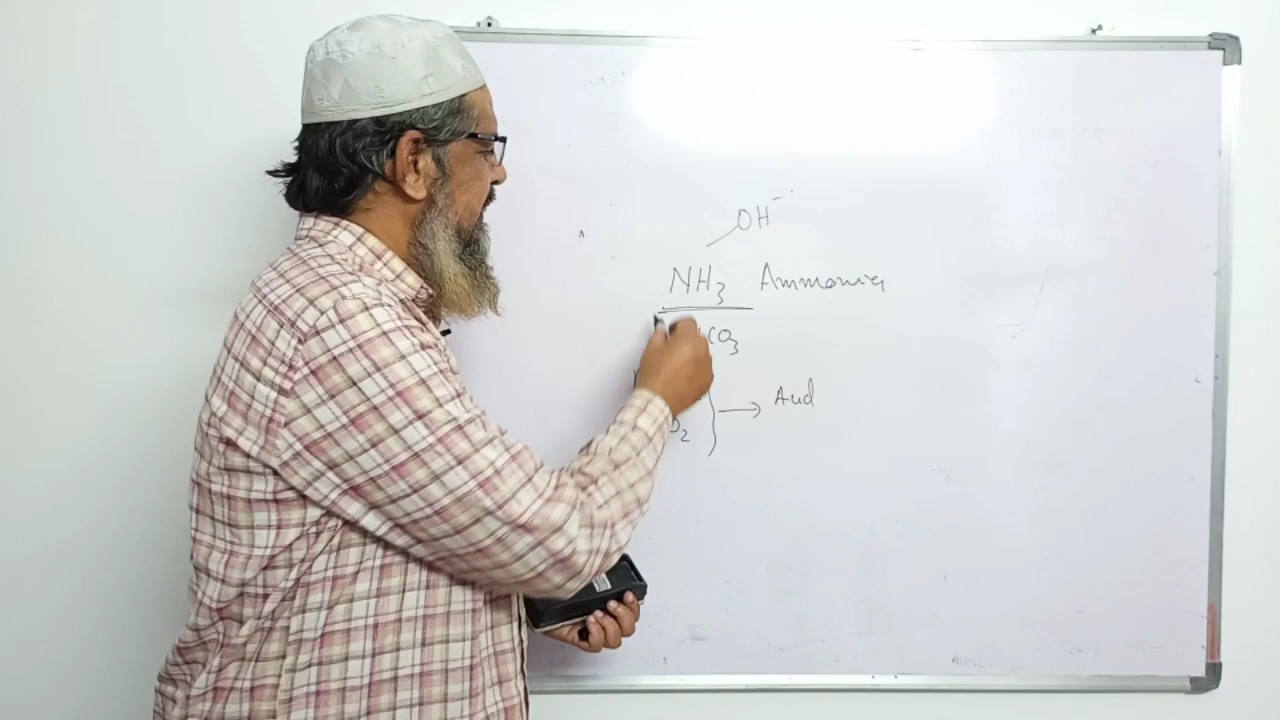 OH⁻
NH₃ Ammonia
CO₃
Acid
O₂